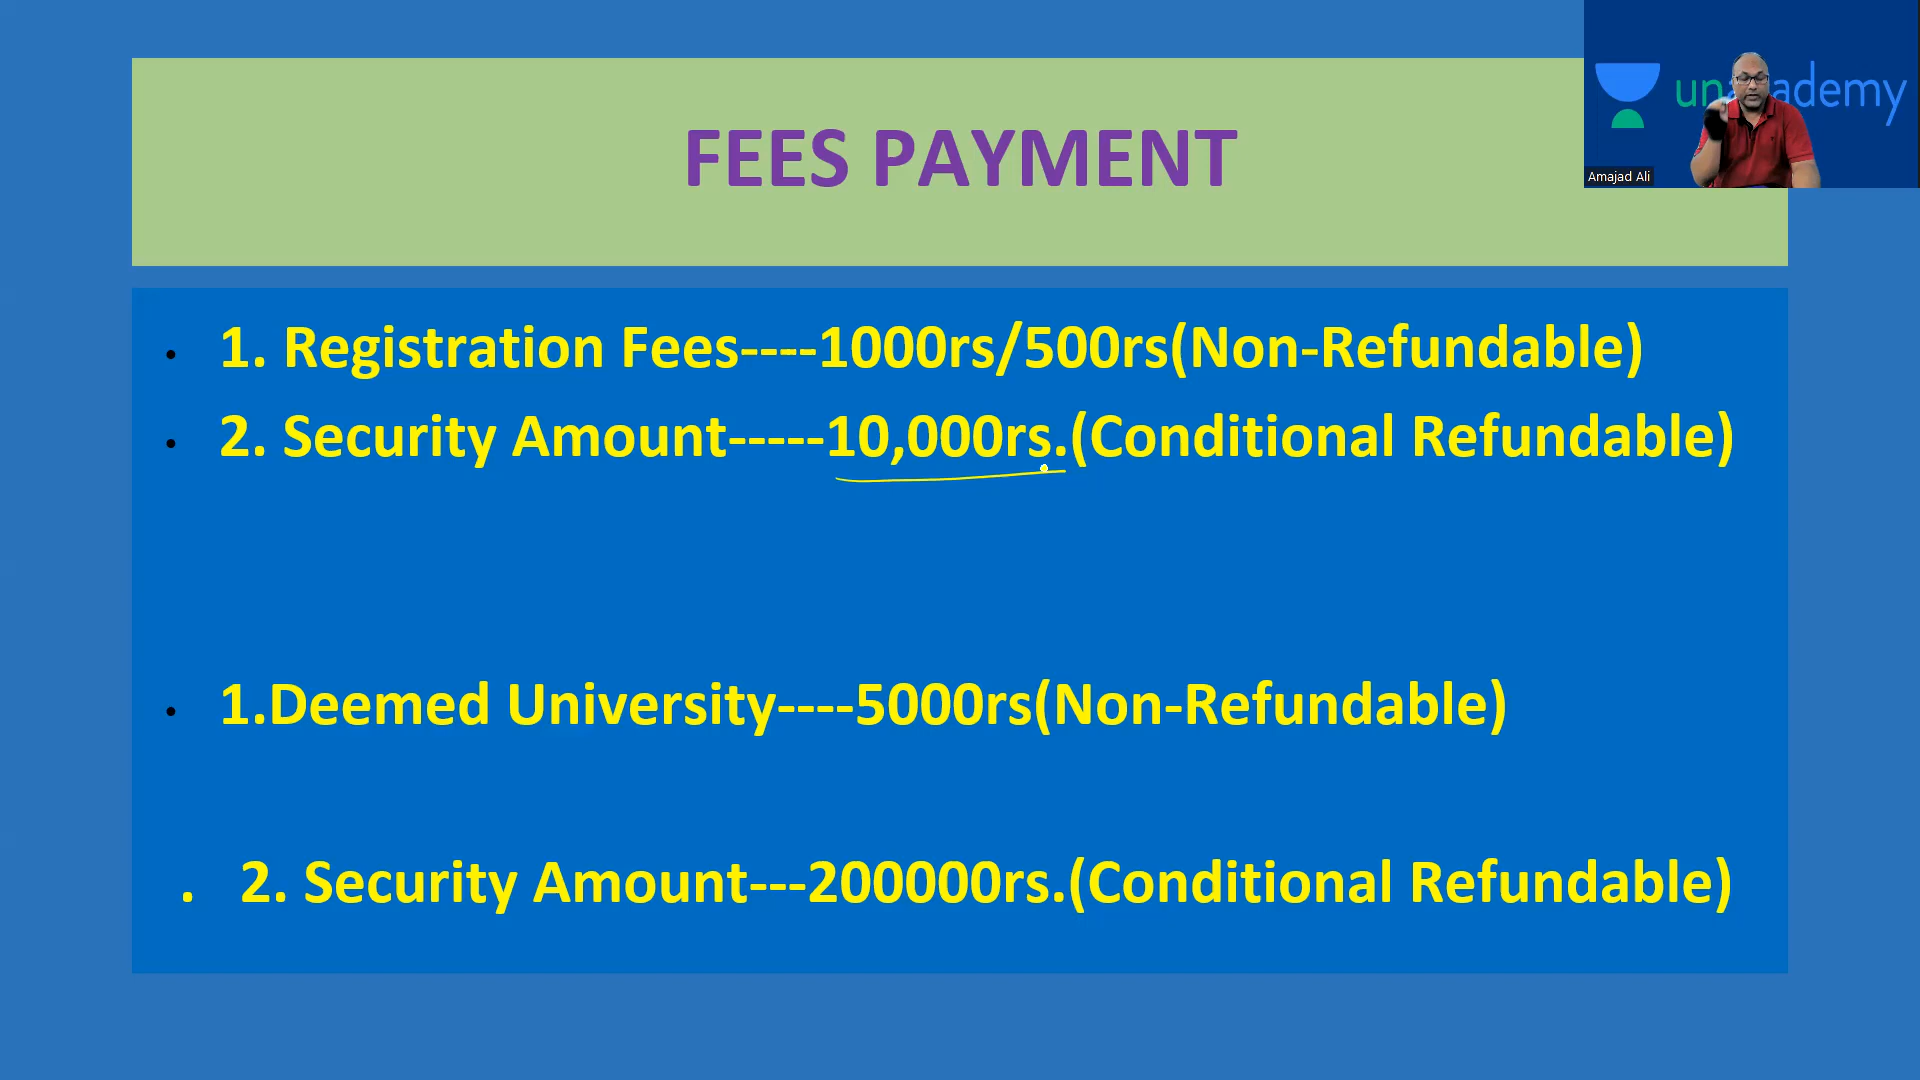 unacademy
Amajad Ali
FEES PAYMENT
• 1. Registration Fees----1000rs/500rs(Non-Refundable)
• 2. Security Amount-----10,000rs.(Conditional Refundable)
• 1.Deemed University----5000rs(Non-Refundable)
. 2. Security Amount---200000rs.(Conditional Refundable)